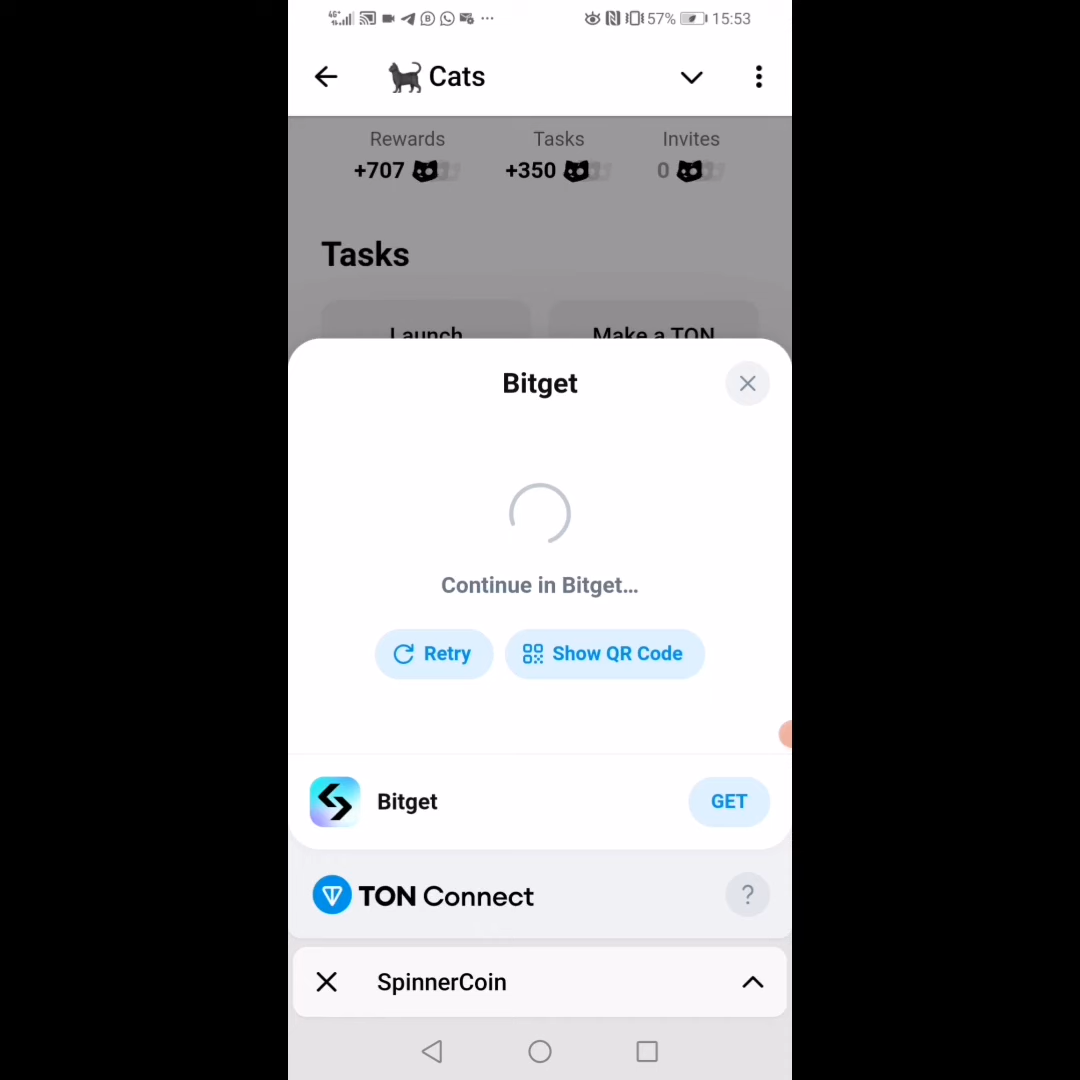 57% 15:53
Cats
Rewards Tasks Invites
+707 +350 0
Tasks
Launch Make a TON
Bitget
Continue in Bitget...
Retry Show QR Code
Bitget GET
TON Connect ?
SpinnerCoin